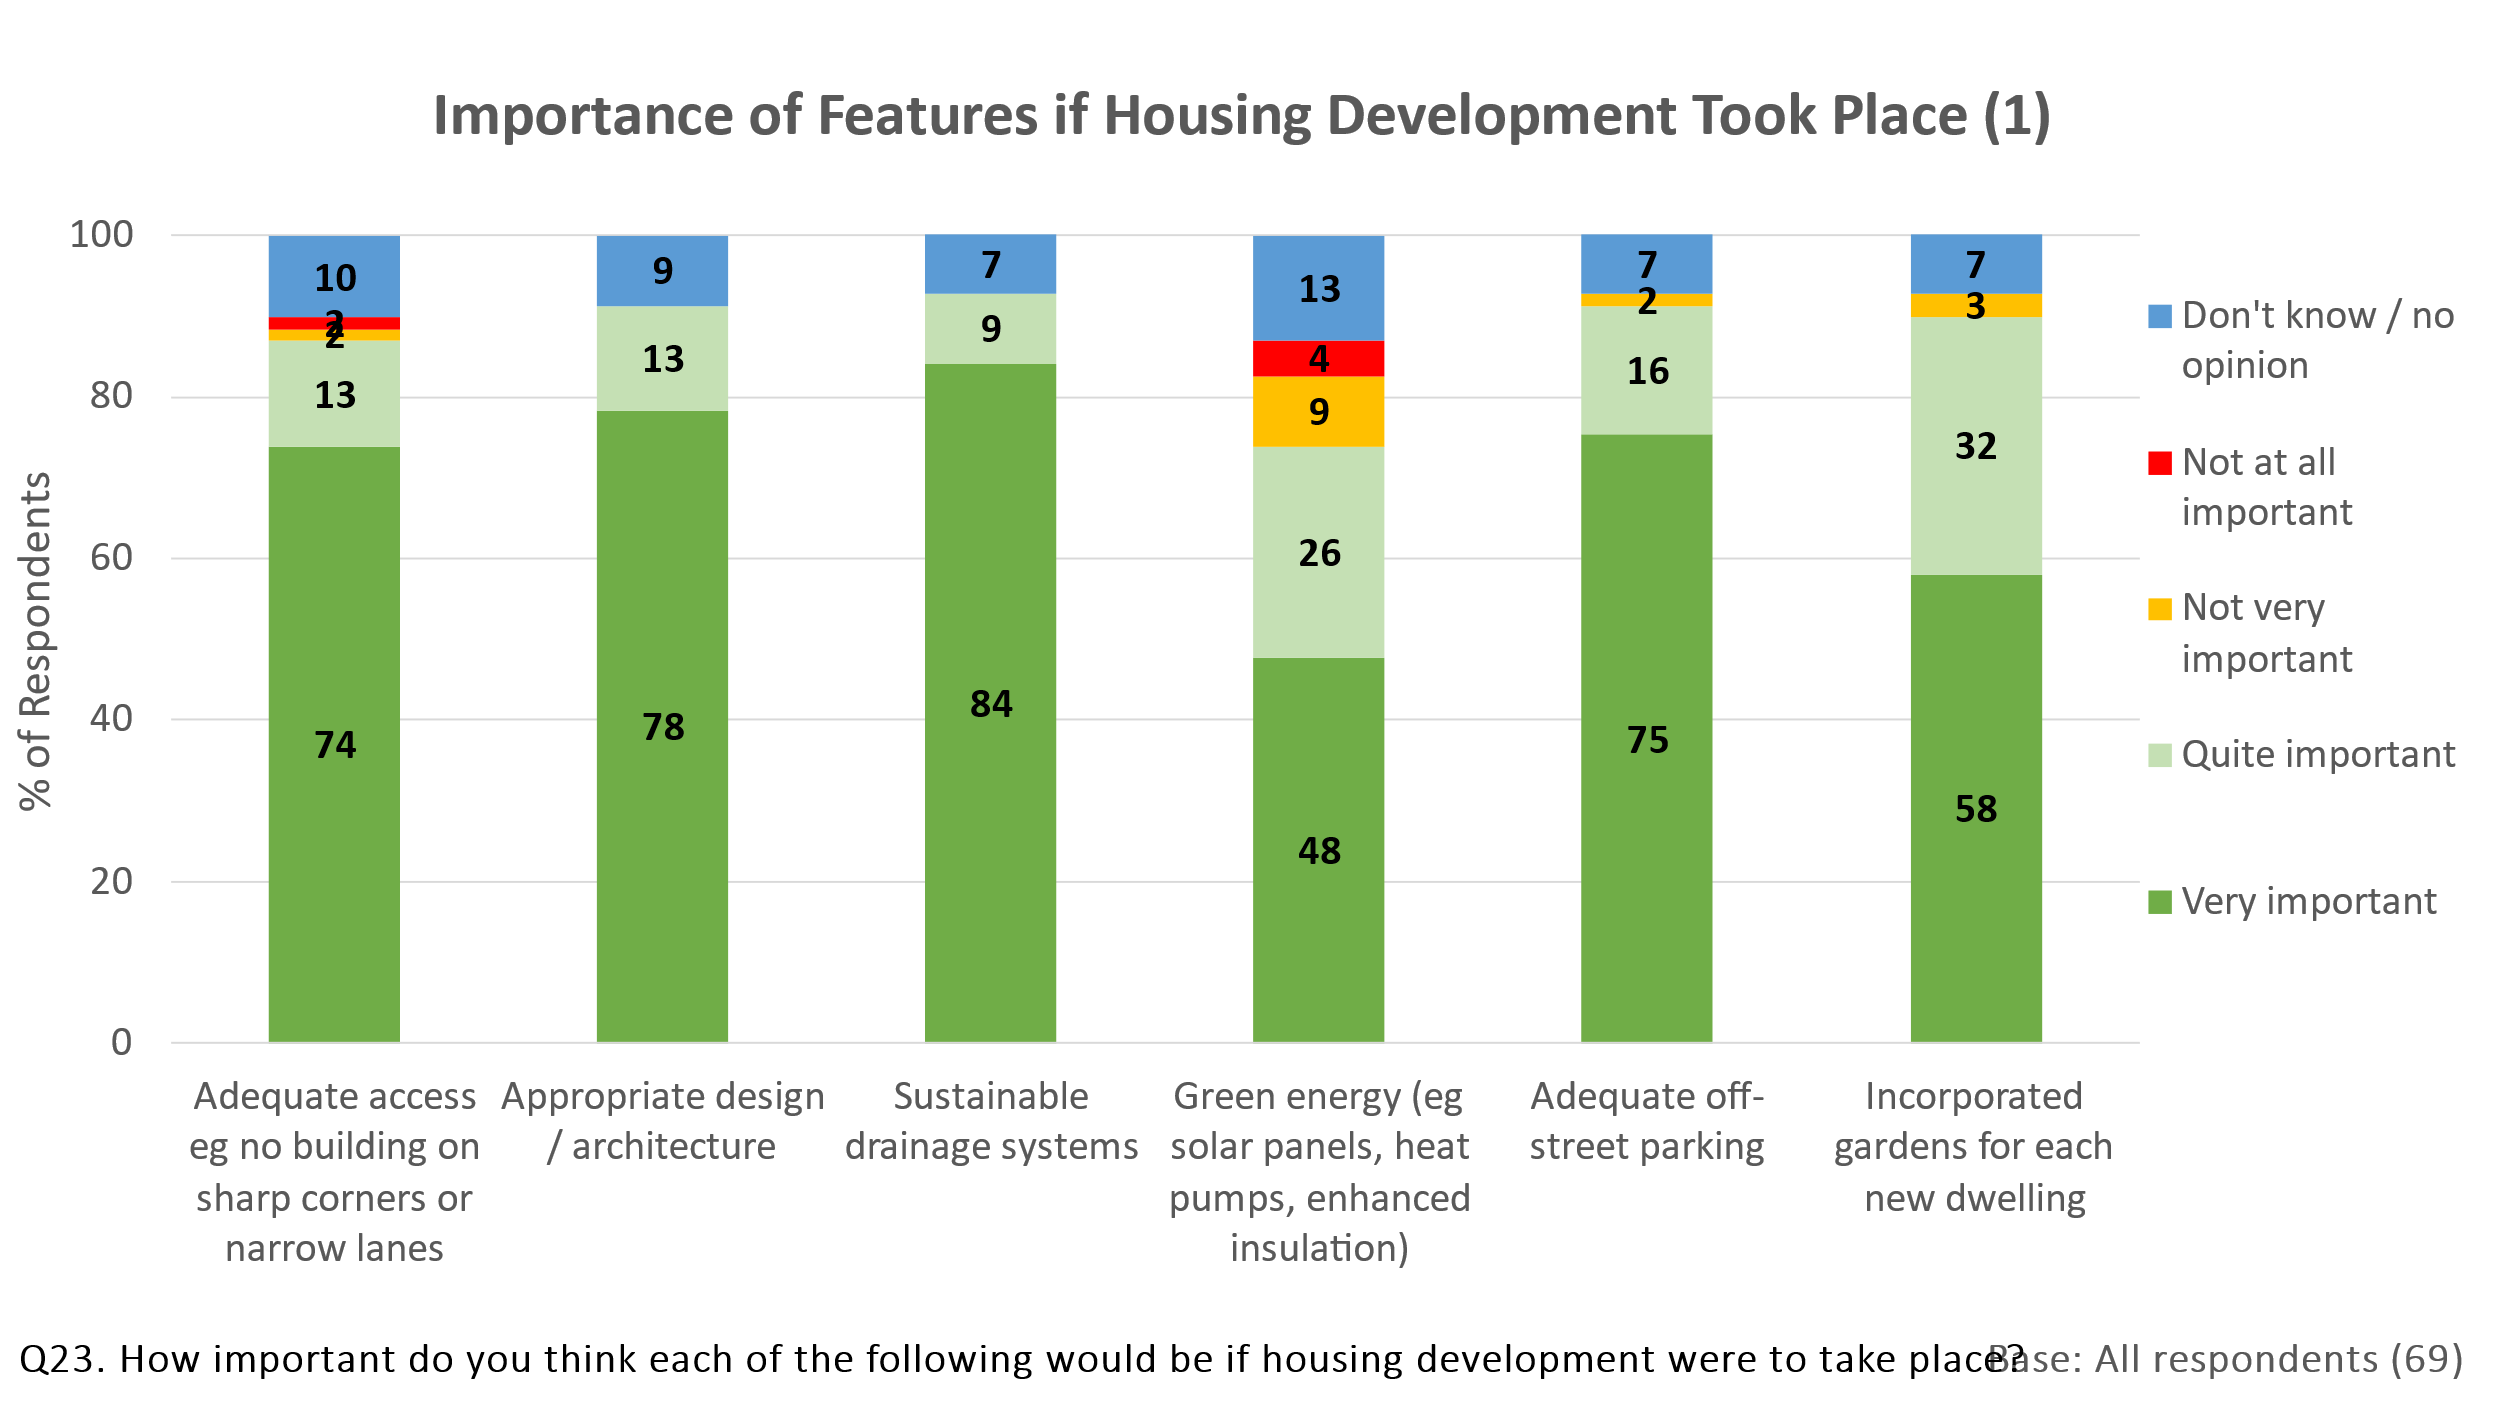 Importance of Features if Housing Development Took Place (1)
% of Respondents
100
80
60
40
20
0
10
2
2
13
74
9
13
78
7
9
84
13
4
9
26
48
7
2
16
75
7
3
32
58
Don't know / no
opinion
Not at all
important
Not very
important
Quite important
Very important
Adequate access
eg no building on
sharp corners or
narrow lanes
Appropriate design
/ architecture
Sustainable
drainage systems
Green energy (eg
solar panels, heat
pumps, enhanced
insulation)
Adequate off-
street parking
Incorporated
gardens for each
new dwelling
Q23. How important do you think each of the following would be if housing development were to take place?
Base: All respondents (69)